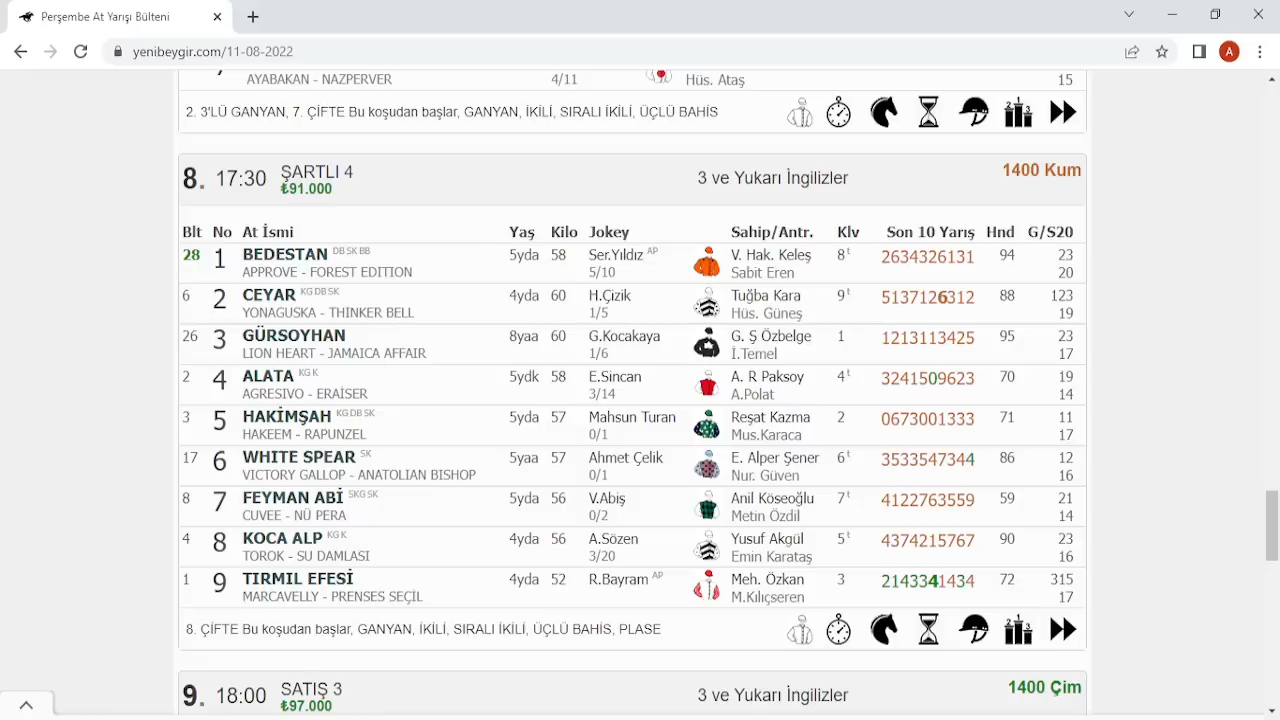 Perşembe At Yarışı Bülteni
yenibeygir.com/11-08-2022
A
AYABAKAN - NAZPERVER 4/11 Hüs. Ataş 15
2. 3'LÜ GANYAN, 7. ÇİFTE Bu koşudan başlar, GANYAN, İKİLİ, SIRALI İKİLİ, ÜÇLÜ BAHİS
8. 17:30 ŞARTLI 4 3 ve Yukarı İngilizler 1400 Kum
₺91.000
Blt No At İsmi Yaş Kilo Jokey Sahip/Antr. Klv Son 10 Yarış Hnd G/S20
28 1 BEDESTAN DB SK BB 5yda 58 Ser.Yıldız AP V. Hak. Keleş 8t 2634326131 94 23
APPROVE - FOREST EDITION 5/10 Sabit Eren 20
6 2 CEYAR KG DB SK 4yda 60 H.Çizik Tuğba Kara 9t 5137126312 88 123
YONAGUSKA - THINKER BELL 1/5 Hüs. Güneş 19
26 3 GÜRSOYHAN 8yaa 60 G.Kocakaya G. Ş Özbelge 1 1213113425 95 23
LION HEART - JAMAICA AFFAIR 1/6 İ.Temel 17
2 4 ALATA KG K 5ydk 58 E.Sincan A. R Paksoy 4t 3241509623 70 19
AGRESIVO - ERAİSER 3/14 A.Polat 14
3 5 HAKİMŞAH KG DB SK 5yda 57 Mahsun Turan Reşat Kazma 2 0673001333 71 11
HAKEEM - RAPUNZEL 0/1 Mus.Karaca 17
17 6 WHITE SPEAR SK 5yaa 57 Ahmet Çelik E. Alper Şener 6t 3533547344 86 12
VICTORY GALLOP - ANATOLIAN BISHOP 0/1 Nur. Güven 16
8 7 FEYMAN ABİ SKG SK 5yda 56 V.Abiş Anıl Köseoğlu 7t 4122763559 59 21
CUVEE - NÜ PERA 0/2 Metin Özdil 14
4 8 KOCA ALP KG K 4yda 56 A.Sözen Yusuf Akgül 5t 4374215767 90 23
TOROK - SU DAMLASI 3/20 Emin Karataş 16
1 9 TIRMIL EFESİ 4yda 52 R.Bayram AP Meh. Özkan 3 2143341434 72 315
MARCAVELLY - PRENSES SEÇİL M.Kılıçseren 17
8. ÇİFTE Bu koşudan başlar, GANYAN, İKİLİ, SIRALI İKİLİ, ÜÇLÜ BAHİS, PLASE
9. 18:00 SATIŞ 3 3 ve Yukarı İngilizler 1400 Çim
₺97.000